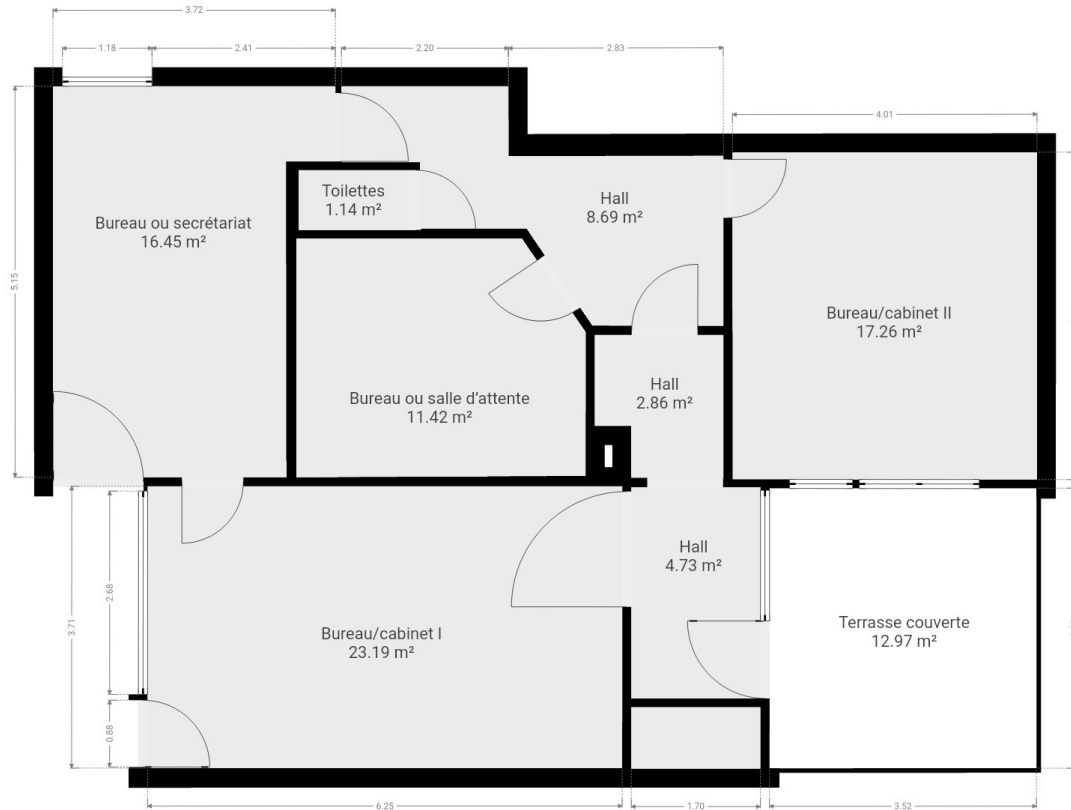 3.72
1.18
2.41
2.20
2.83
4.01
5.15
Toilettes
1.14 m²
Hall
8.69 m²
Bureau ou secrétariat
16.45 m²
Bureau/cabinet II
17.26 m²
Bureau ou salle d'attente
11.42 m²
Hall
2.86 m²
Hall
4.73 m²
2.68
3.71
Bureau/cabinet I
23.19 m²
Terrasse couverte
12.97 m²
0.88
6.25
1.70
3.52